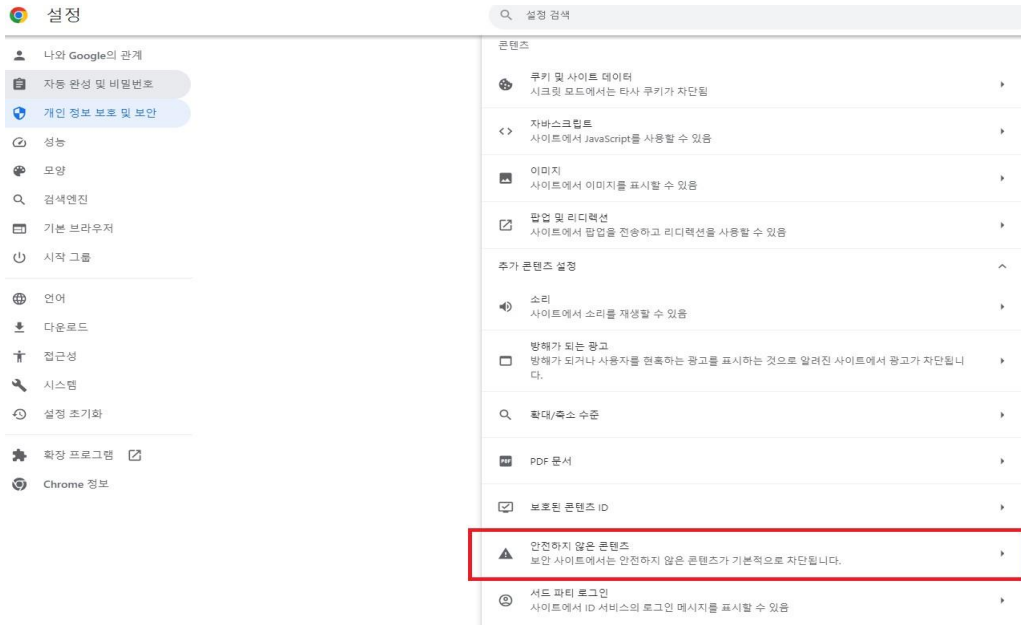 설정
설정 검색
나와 Google의 관계
자동 완성 및 비밀번호
개인 정보 보호 및 보안
성능
모양
검색엔진
기본 브라우저
시작 그룹
언어
다운로드
접근성
시스템
설정 초기화
확장 프로그램
Chrome 정보
콘텐츠
쿠키 및 사이트 데이터
시크릿 모드에서는 타사 쿠키가 차단됨
자바스크립트
사이트에서 JavaScript를 사용할 수 있음
이미지
사이트에서 이미지를 표시할 수 있음
팝업 및 리디렉션
사이트에서 팝업을 전송하고 리디렉션을 사용할 수 있음
추가 콘텐츠 설정
소리
사이트에서 소리를 재생할 수 있음
방해가 되는 광고
방해가 되거나 사용자를 현혹하는 광고를 표시하는 것으로 알려진 사이트에서 광고가 차단됩니
다.
확대/축소 수준
PDF
PDF 문서
보호된 콘텐츠 ID
안전하지 않은 콘텐츠
보안 사이트에서는 안전하지 않은 콘텐츠가 기본적으로 차단됩니다.
서드 파티 로그인
사이트에서 ID 서비스의 로그인 메시지를 표시할 수 있음